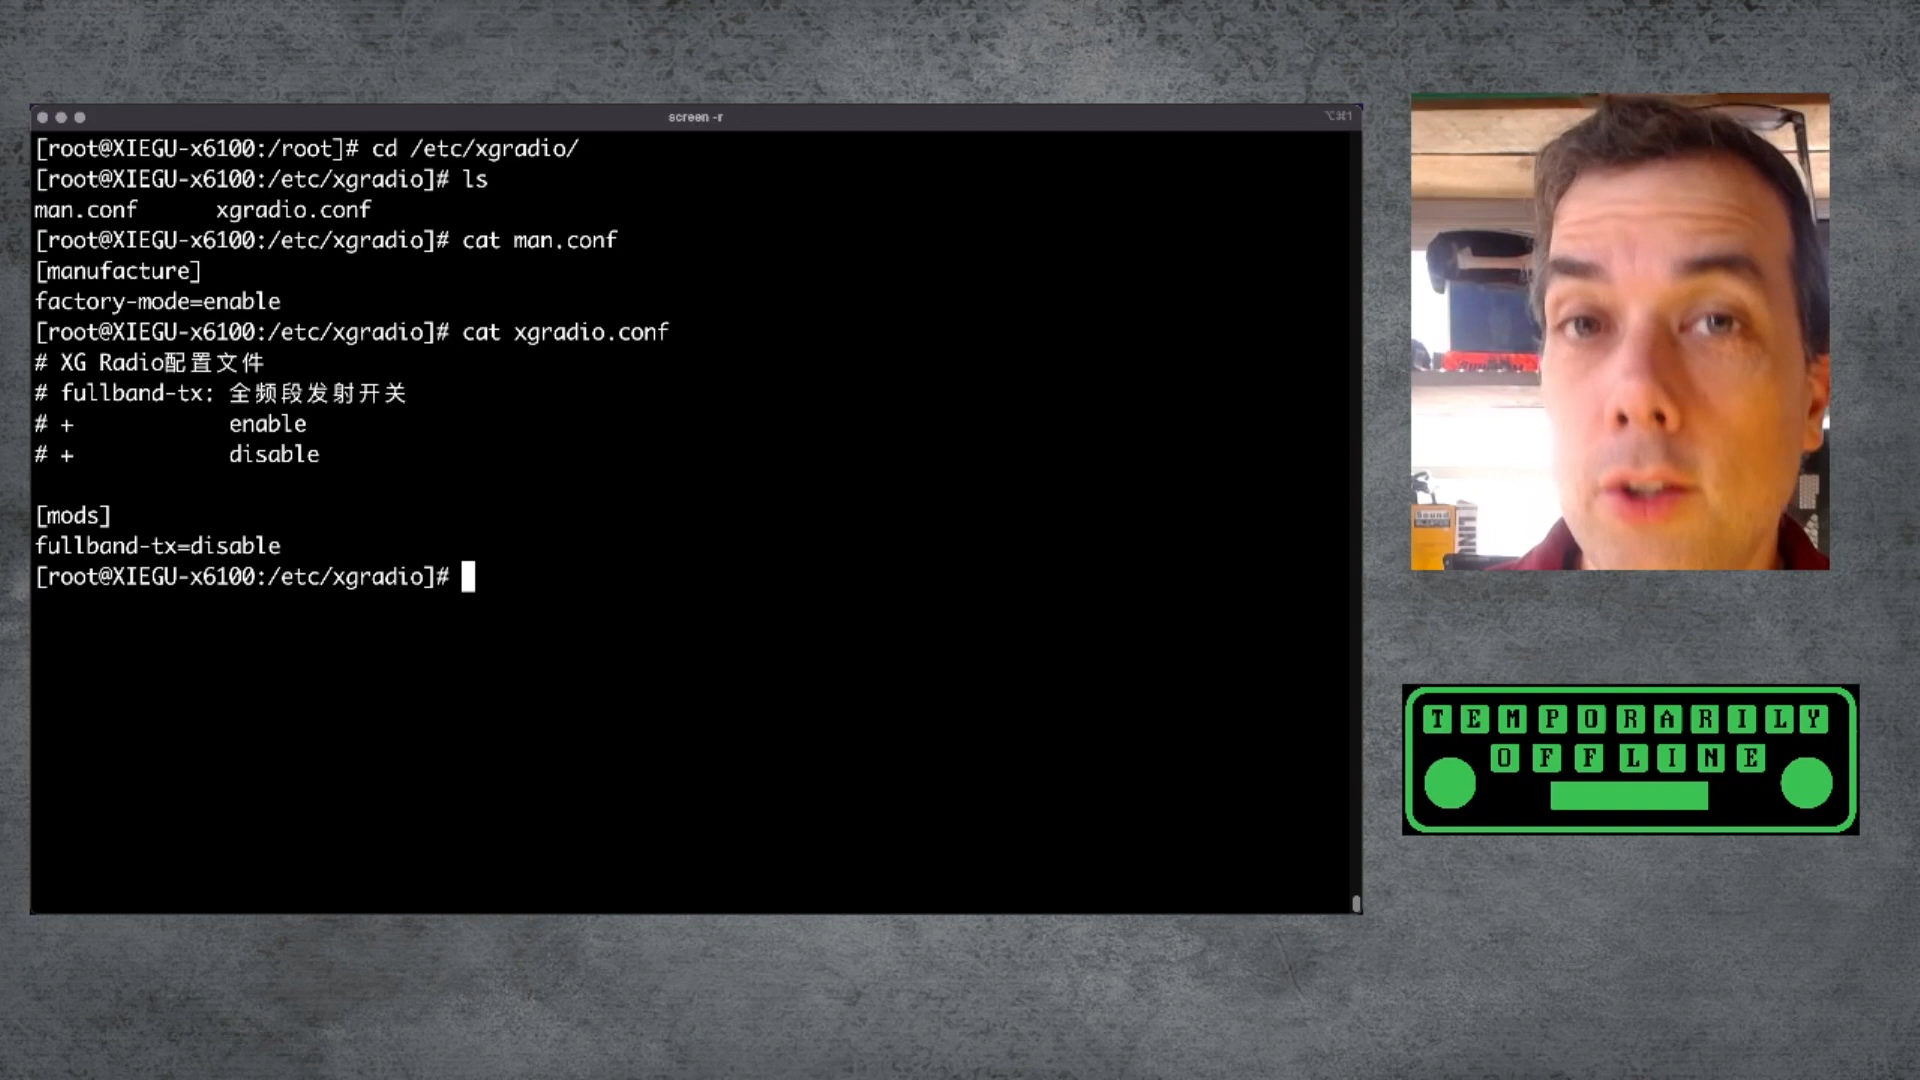 screen -r
⌥⌘1
[root@XIEGU-x6100:/root]# cd /etc/xgradio/
[root@XIEGU-x6100:/etc/xgradio]# ls
man.conf      xgradio.conf
[root@XIEGU-x6100:/etc/xgradio]# cat man.conf
[manufacture]
factory-mode=enable
[root@XIEGU-x6100:/etc/xgradio]# cat xgradio.conf
# XG Radio配置文件
# fullband-tx: 全频段发射开关
# +            enable
# +            disable
[mods]
fullband-tx=disable
[root@XIEGU-x6100:/etc/xgradio]#
Sound
TEMPORARILY
OFFLINE